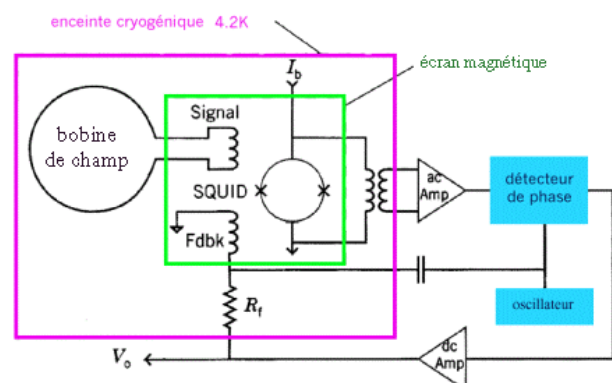 enceinte cryogénique 4.2K
écran magnétique
I_b
Signal
bobine
de champ
SQUID
ac
Amp
détecteur
de phase
Fdbk
oscillateur
R_f
V_o
dc
Amp